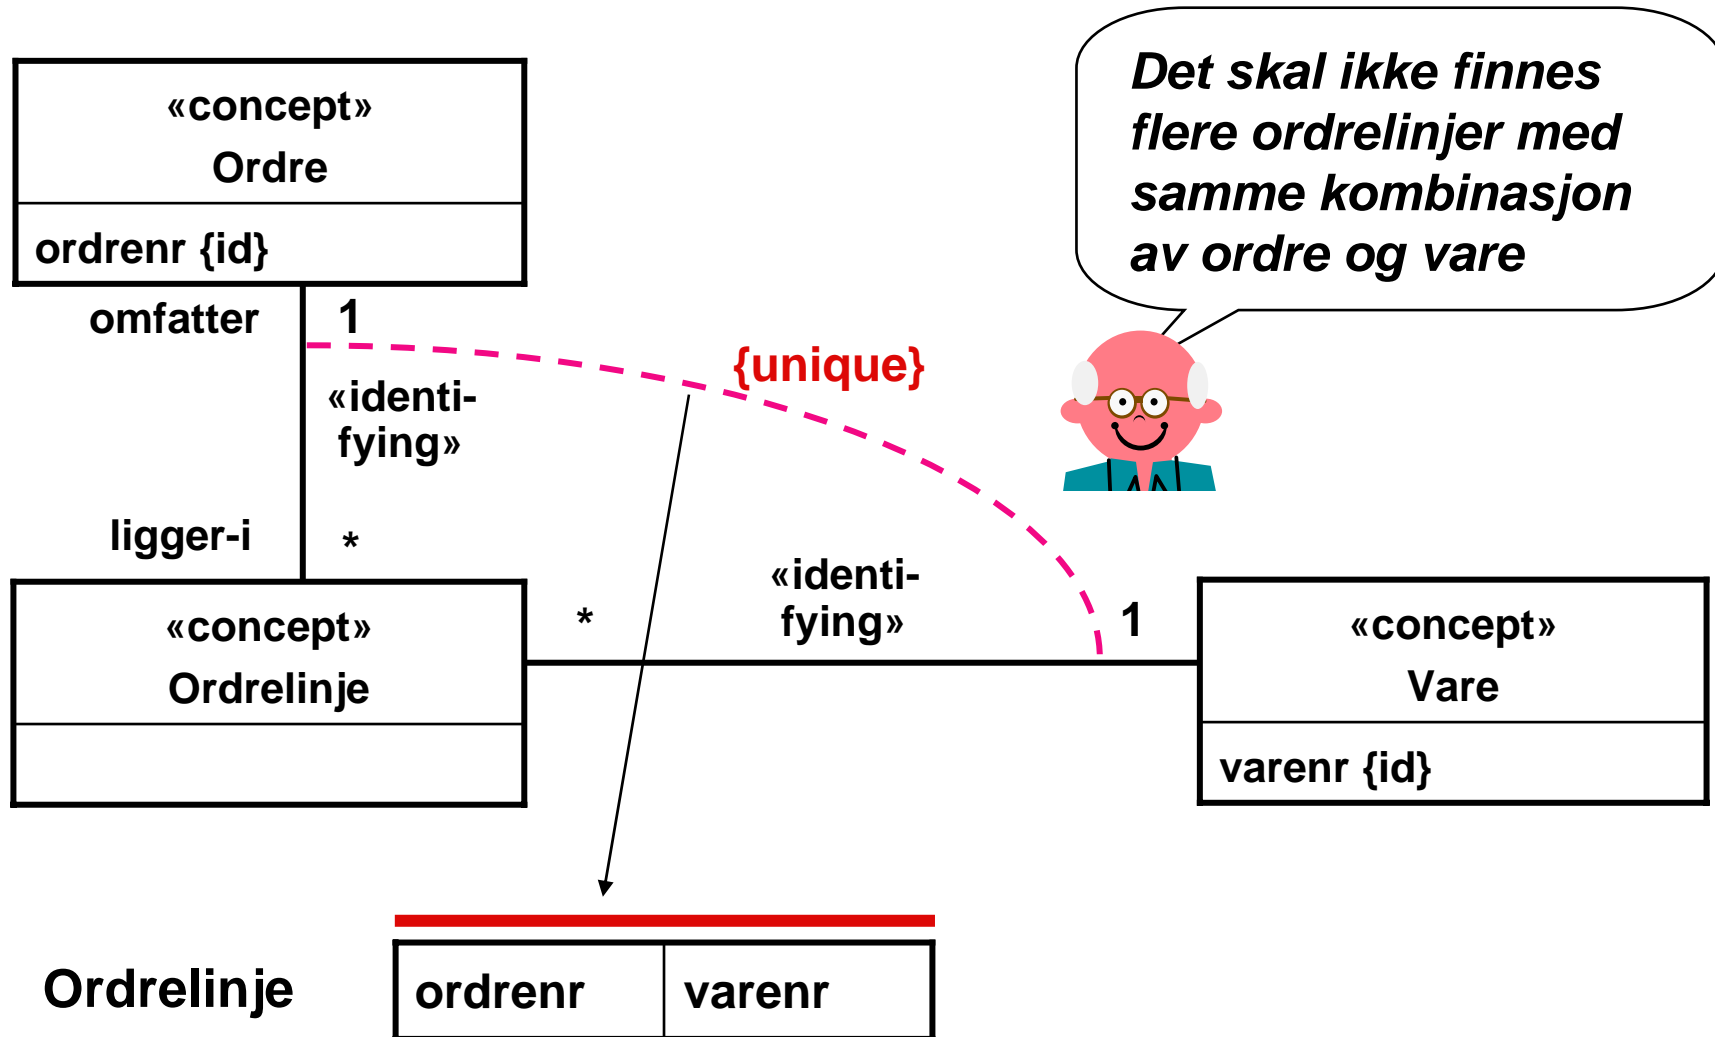 «concept»
Ordre
ordrenr {id}
Det skal ikke finnes
flere ordrelinjer med
samme kombinasjon
av ordre og vare
omfatter
1
{unique}
«identi-
fying»
ligger-i
*
«concept»
Ordrelinje
*
«identi-
fying»
1
«concept»
Vare
varenr {id}
Ordrelinje
ordrenr
varenr